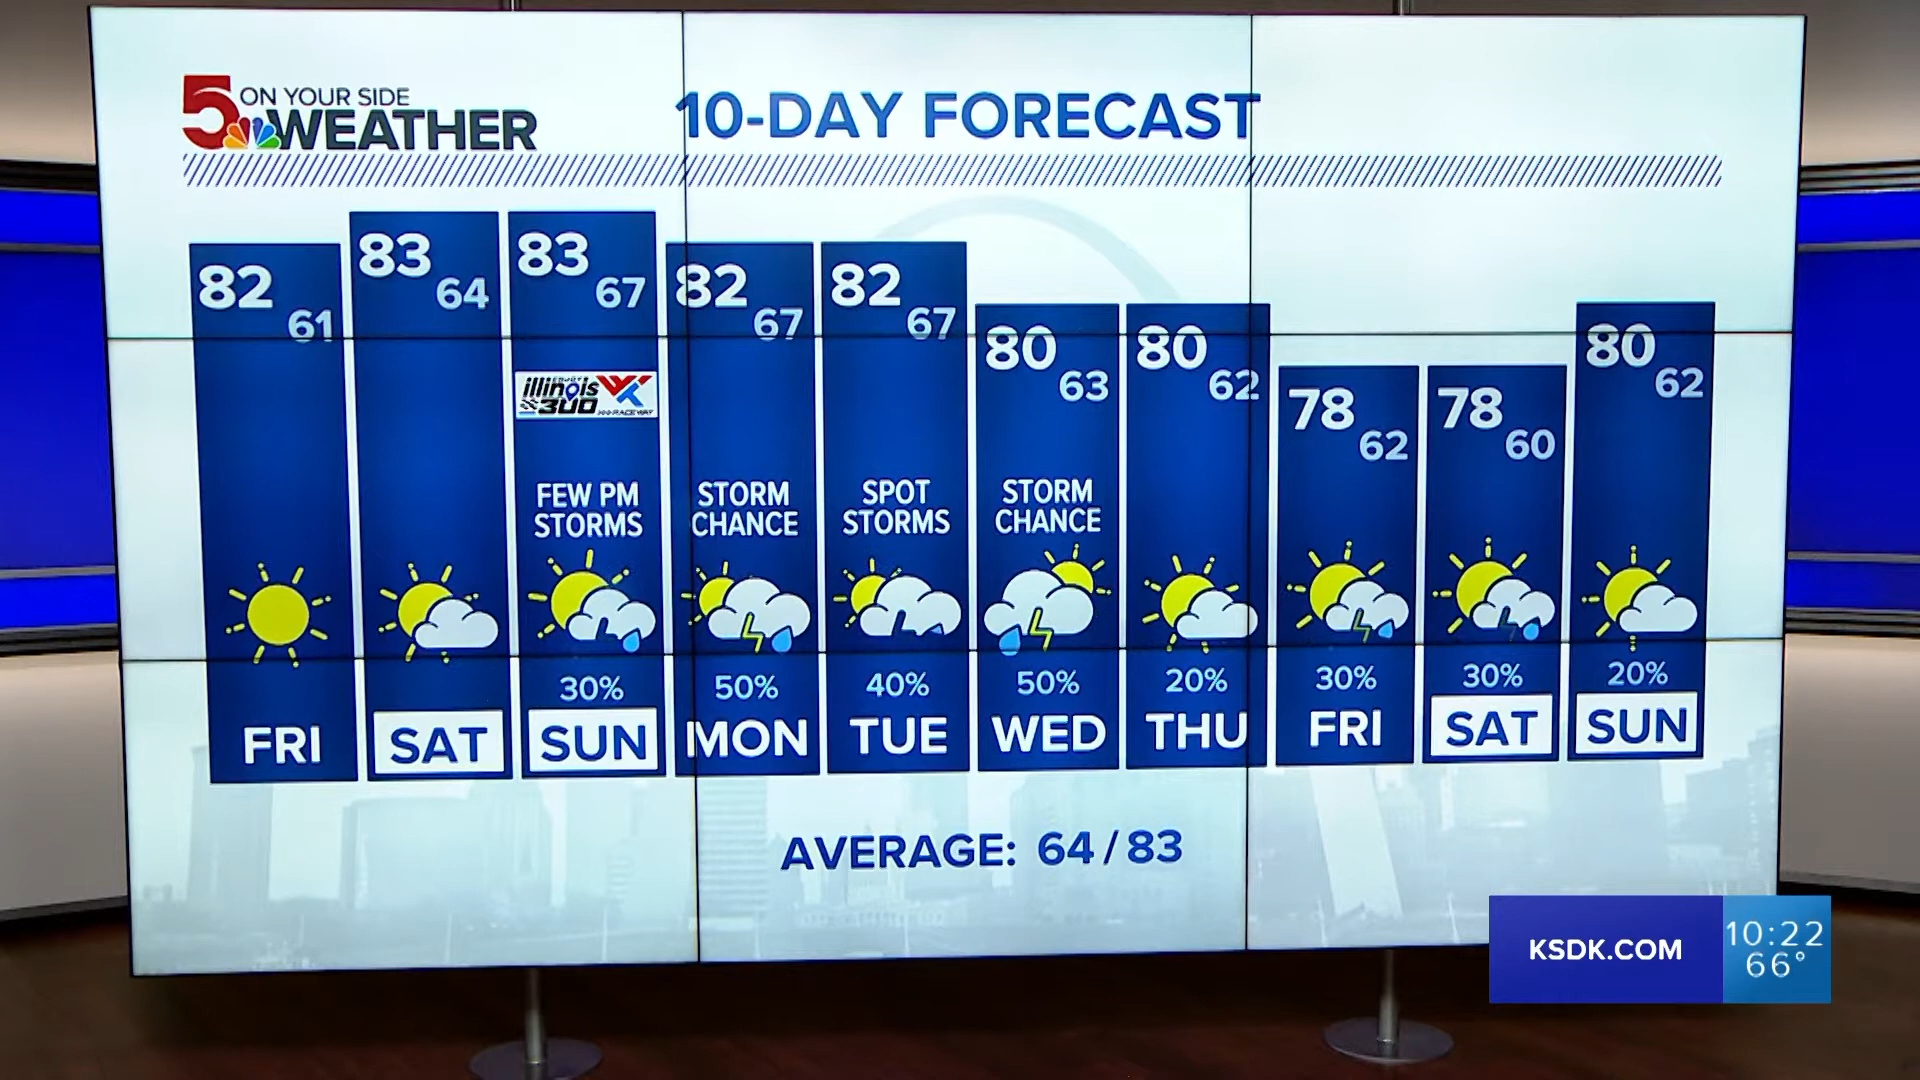 5 ON YOUR SIDE
WEATHER
10-DAY FORECAST
82 61
83 64
83 67
82 67
82 67
80 63
80 62
78 62
78 60
80 62
illinois
300
RACEWAY
FEW PM
STORMS
STORM
CHANCE
SPOT
STORMS
STORM
CHANCE
30% 50% 40% 50% 20% 30% 30% 20%
FRI SAT SUN MON TUE WED THU FRI SAT SUN
AVERAGE: 64 / 83
KSDK.COM
10:22
66°